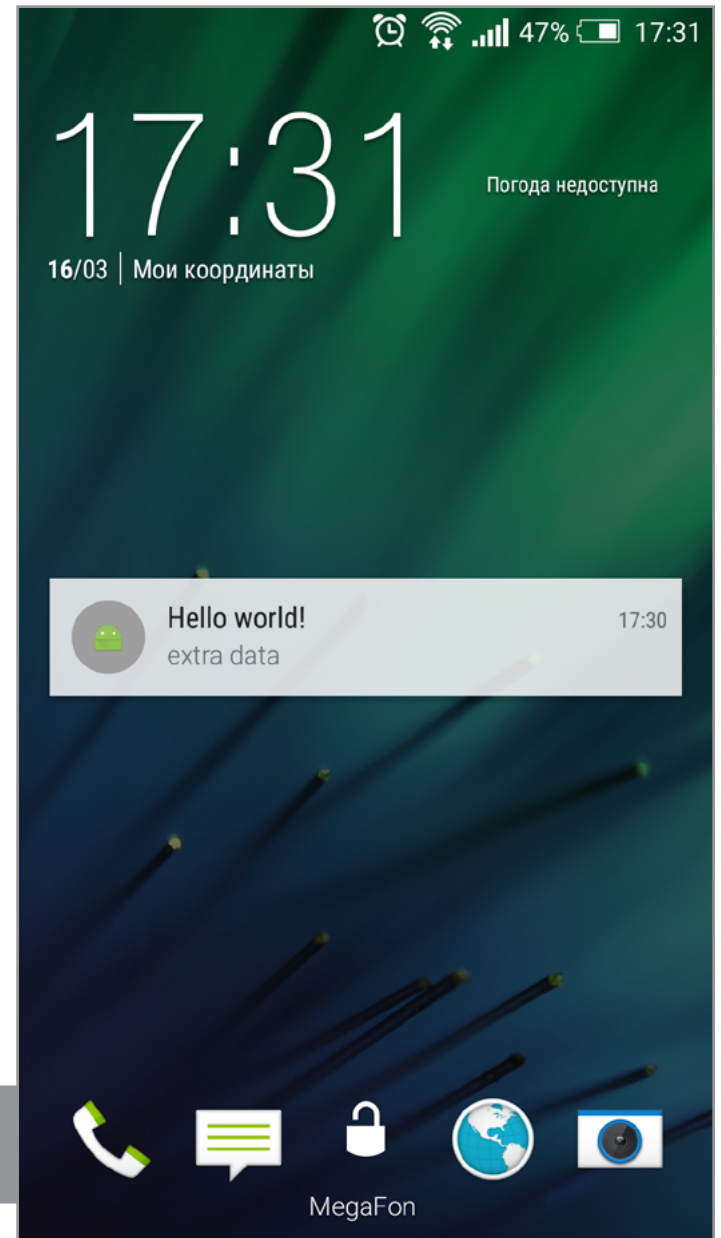 47% 17:31
17:31
Погода недоступна
16/03 | Мои координаты
Hello world! 17:30
extra data
MegaFon